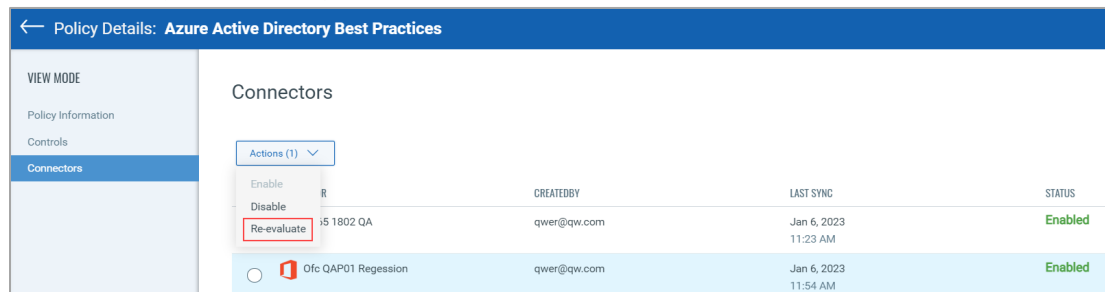 Policy Details: Azure Active Directory Best Practices
VIEW MODE
Policy Information
Controls
Connectors
Connectors
Actions (1)
Enable
Disable
Re-evaluate
R CREATEDBY LAST SYNC STATUS
65 1802 QA qwer@qw.com Jan 6, 2023 Enabled
11:23 AM
Ofc QAP01 Regession qwer@qw.com Jan 6, 2023 Enabled
11:54 AM